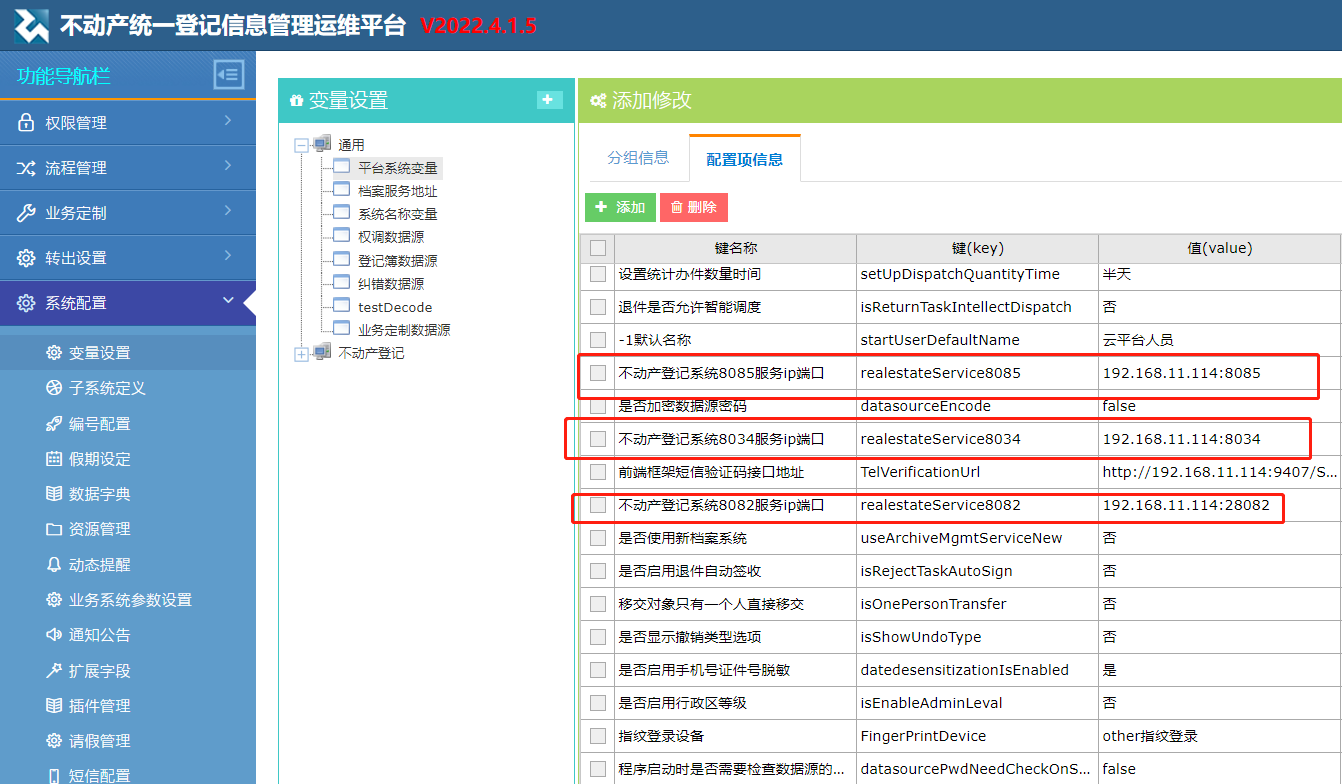 不动产统一登记信息管理运维平台 V2022.4.1.5
功能导航栏
权限管理
流程管理
业务定制
转出设置
系统配置
变量设置
子系统定义
编号配置
假期设定
数据字典
资源管理
动态提醒
业务系统参数设置
通知公告
扩展字段
插件管理
请假管理
短信配置
变量设置
通用
平台系统变量
档案服务地址
系统名称变量
权调数据源
登记簿数据源
纠错数据源
testDecode
业务定制数据源
不动产登记
添加修改
分组信息 配置项信息
添加 删除
键名称 键(key) 值(value)
设置统计办件数量时间 setUpDispatchQuantityTime 半天
退件是否允许智能调度 isReturnTaskIntellectDispatch 否
-1默认名称 startUserDefaultName 云平台人员
不动产登记系统8085服务ip端口 realestateService8085 192.168.11.114:8085
是否加密数据源密码 datasourceEncode false
不动产登记系统8034服务ip端口 realestateService8034 192.168.11.114:8034
前端框架短信验证码接口地址 TelVerificationUrl http://192.168.11.114:9407/S...
不动产登记系统8082服务ip端口 realestateService8082 192.168.11.114:28082
是否使用新档案系统 useArchiveMgmtServiceNew 否
是否启用退件自动签收 isRejectTaskAutoSign 否
移交对象只有一个人直接移交 isOnePersonTransfer 否
是否显示撤销类型选项 isShowUndoType 否
是否启用手机号证件号脱敏 datedesensitizationIsEnabled 是
是否启用行政区等级 isEnableAdminLeval 否
指纹登录设备 FingerPrintDevice other指纹登录
程序启动时是否需要检查数据源的... datasourcePwdNeedCheckOnS... false